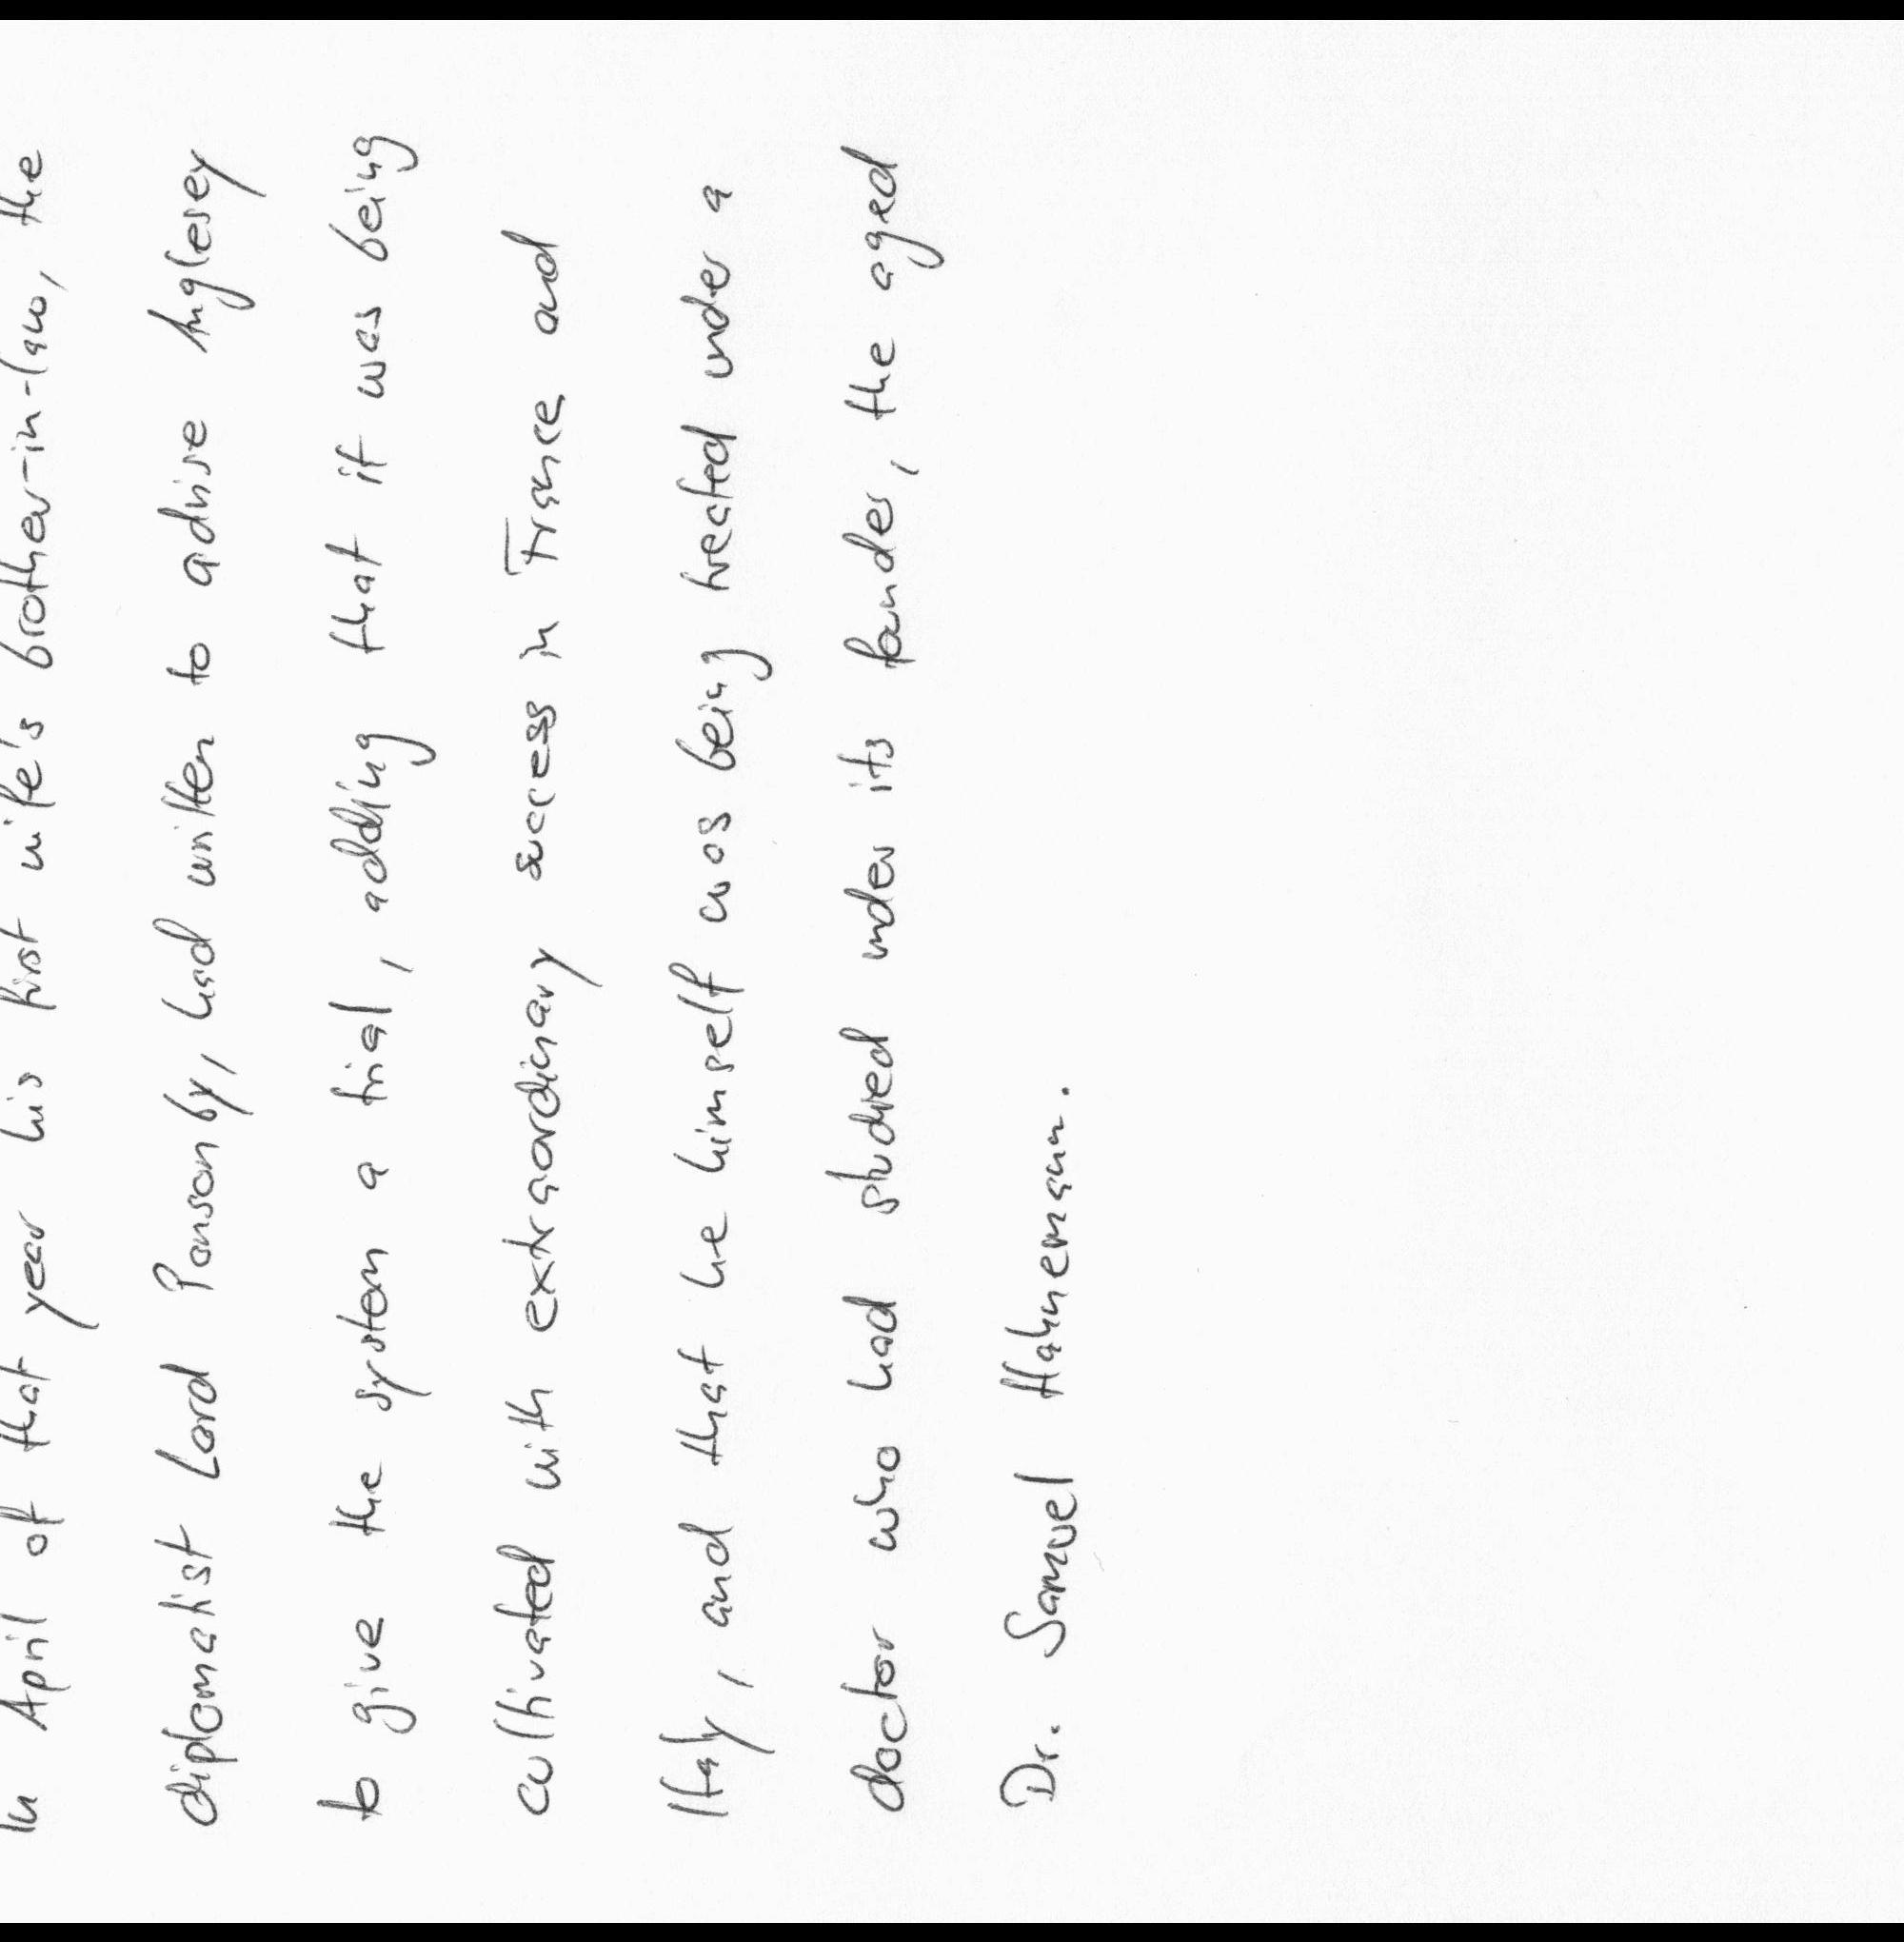 In April of that year his first wife's brother-in-law, the
diplomatist Lord Ponsonby, had written to advise Anglesey
to give the system a trial, adding that it was being
cultivated with extraordinary success in France and
Italy, and that he himself was being treated under a
doctor who had studied under its founder, the aged
Dr. Samuel Hahnemann.